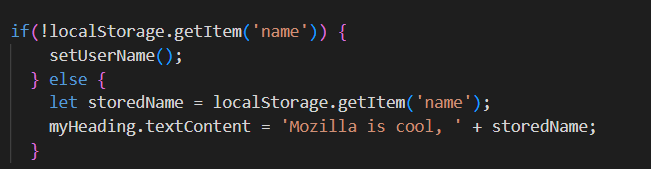 if(!localStorage.getItem('name')) {
    setUserName();
  } else {
    let storedName = localStorage.getItem('name');
    myHeading.textContent = 'Mozilla is cool, ' + storedName;
  }